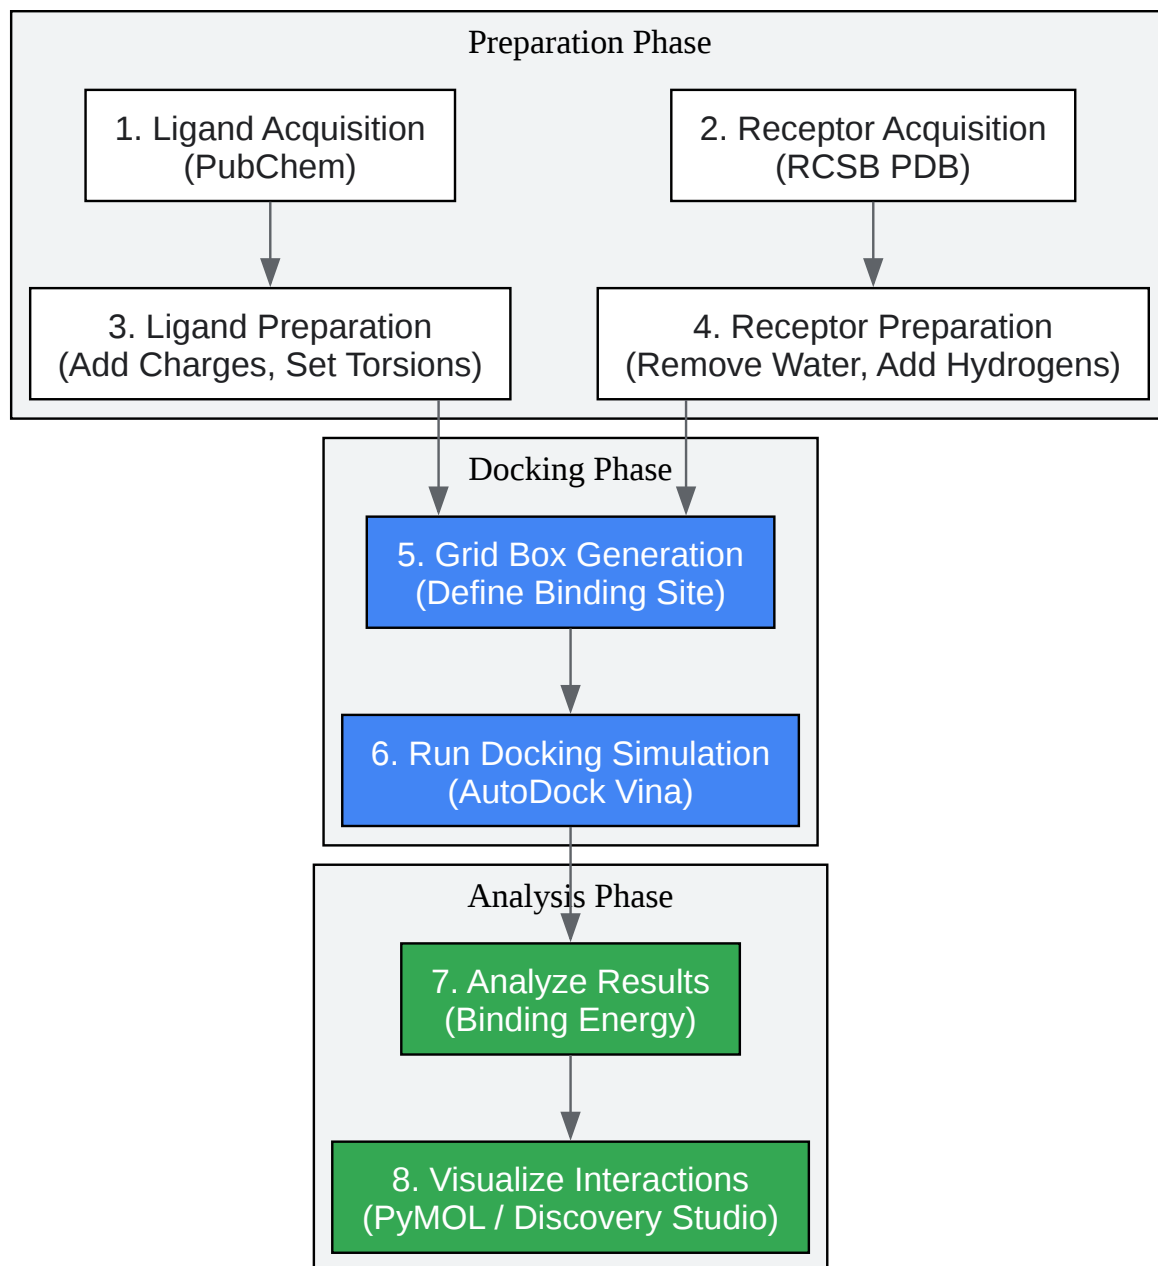 Preparation Phase
1. Ligand Acquisition
(PubChem)
2. Receptor Acquisition
(RCSB PDB)
3. Ligand Preparation
(Add Charges, Set Torsions)
4. Receptor Preparation
(Remove Water, Add Hydrogens)
Docking Phase
5. Grid Box Generation
(Define Binding Site)
6. Run Docking Simulation
(AutoDock Vina)
Analysis Phase
7. Analyze Results
(Binding Energy)
8. Visualize Interactions
(PyMOL / Discovery Studio)